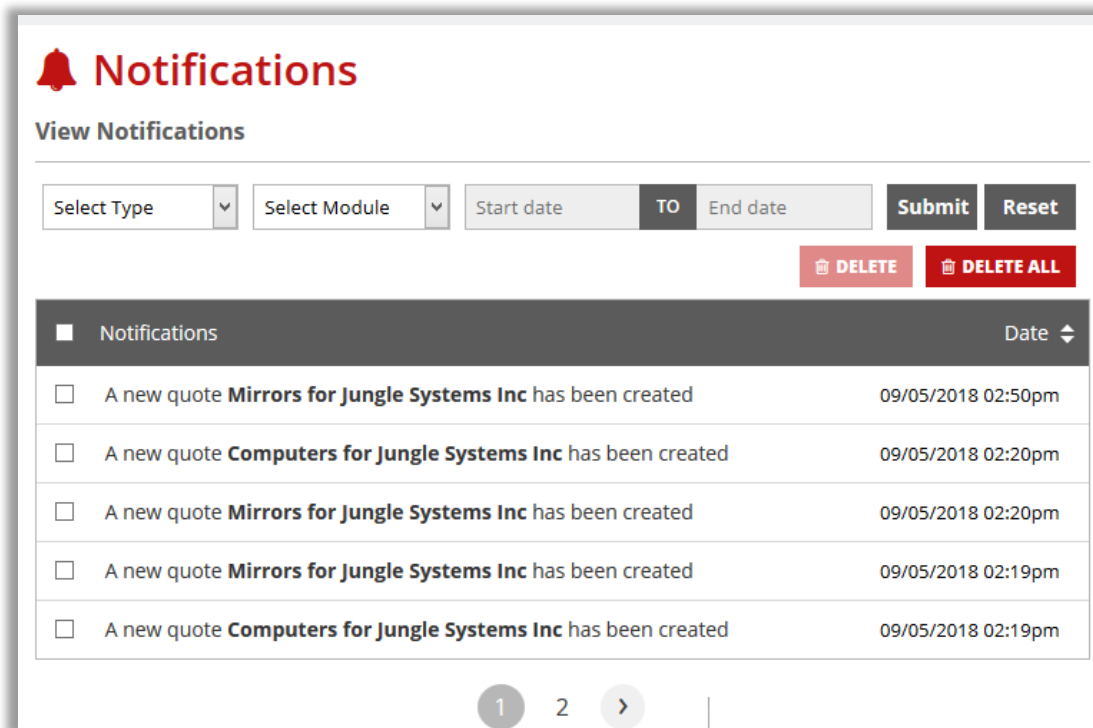 Notifications
View Notifications
Select Type Select Module Start date TO End date Submit Reset
DELETE DELETE ALL
Notifications Date
A new quote Mirrors for Jungle Systems Inc has been created 09/05/2018 02:50pm
A new quote Computers for Jungle Systems Inc has been created 09/05/2018 02:20pm
A new quote Mirrors for Jungle Systems Inc has been created 09/05/2018 02:20pm
A new quote Mirrors for Jungle Systems Inc has been created 09/05/2018 02:19pm
A new quote Computers for Jungle Systems Inc has been created 09/05/2018 02:19pm
1 2 ›